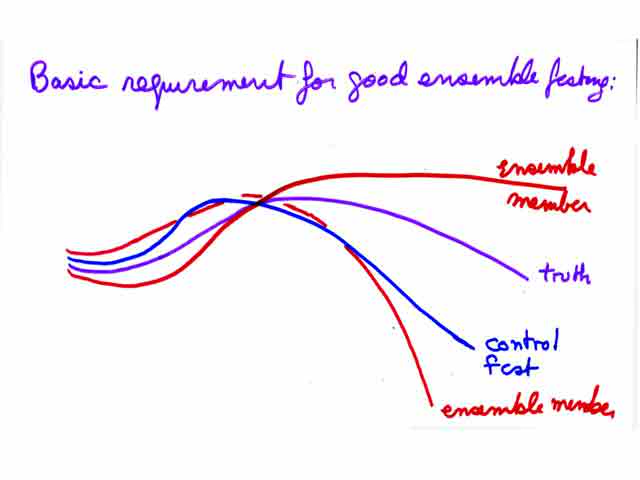 Basic requirement for good ensemble fcsting:
ensemble
member
truth
control
fcst
ensemble member